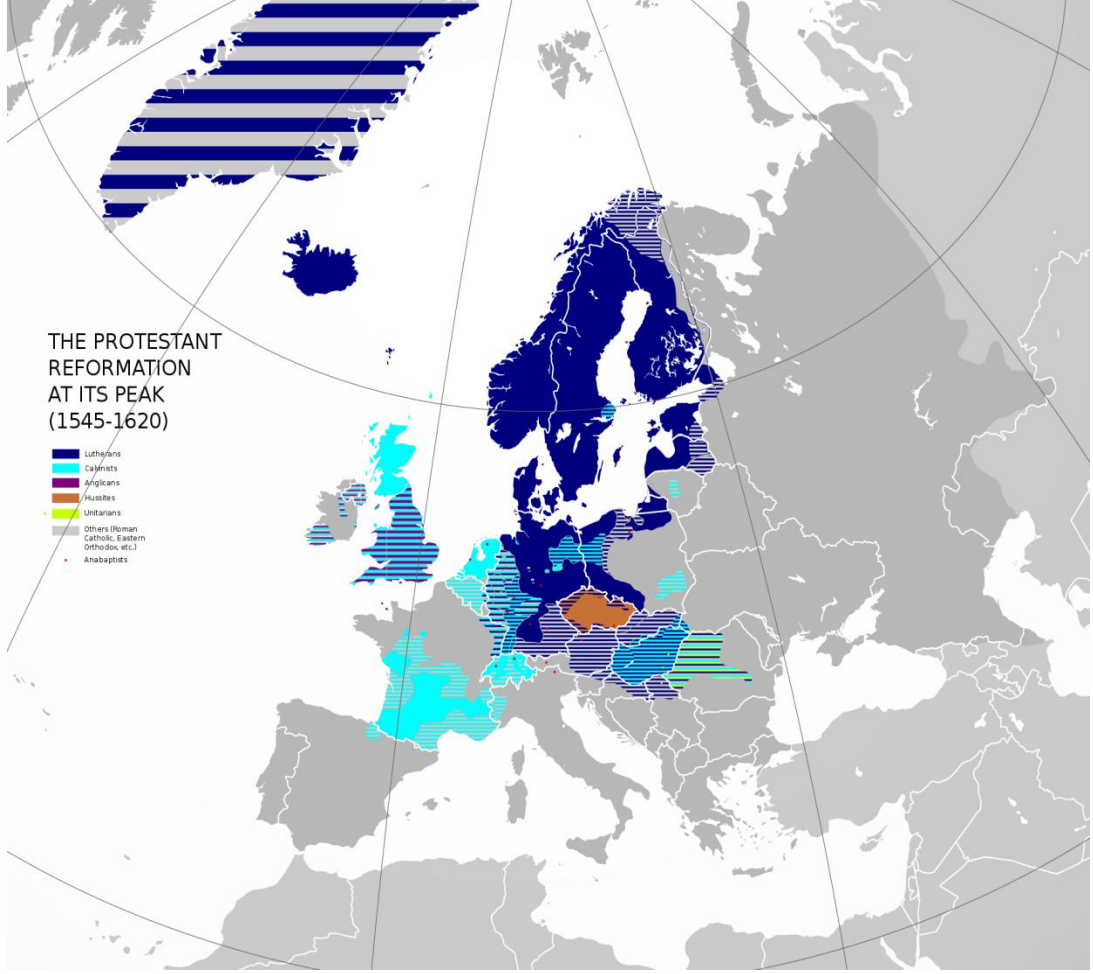 THE PROTESTANT
REFORMATION
AT ITS PEAK
(1545-1620)
Lutherans
Calvinists
Anglicans
Hussites
Unitarians
Others (Roman
Catholic, Eastern
Orthodox, etc.)
Anabaptists